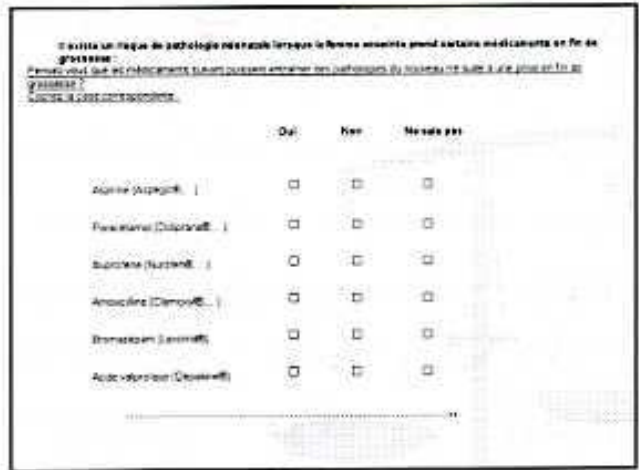 Il existe un risque de pathologie néonatale lorsque la femme enceinte prend certains médicaments en fin de
grossesse :
Pensez-vous que les médicaments suivant puissent entraîner des pathologies du nouveau né suite à une prise en fin de
grossesse ?
Cochez la case correspondante.
Oui Non Ne sais pas
Aspirine (Aspégic®, ...)
Paracétamol (Doliprane®, ...)
Ibuprofène (Nurofen®, ...)
Amoxicilline (Clamoxyl®, ...)
Bromazépam (Lexomil®)
Acide valproïque (Dépakine®)